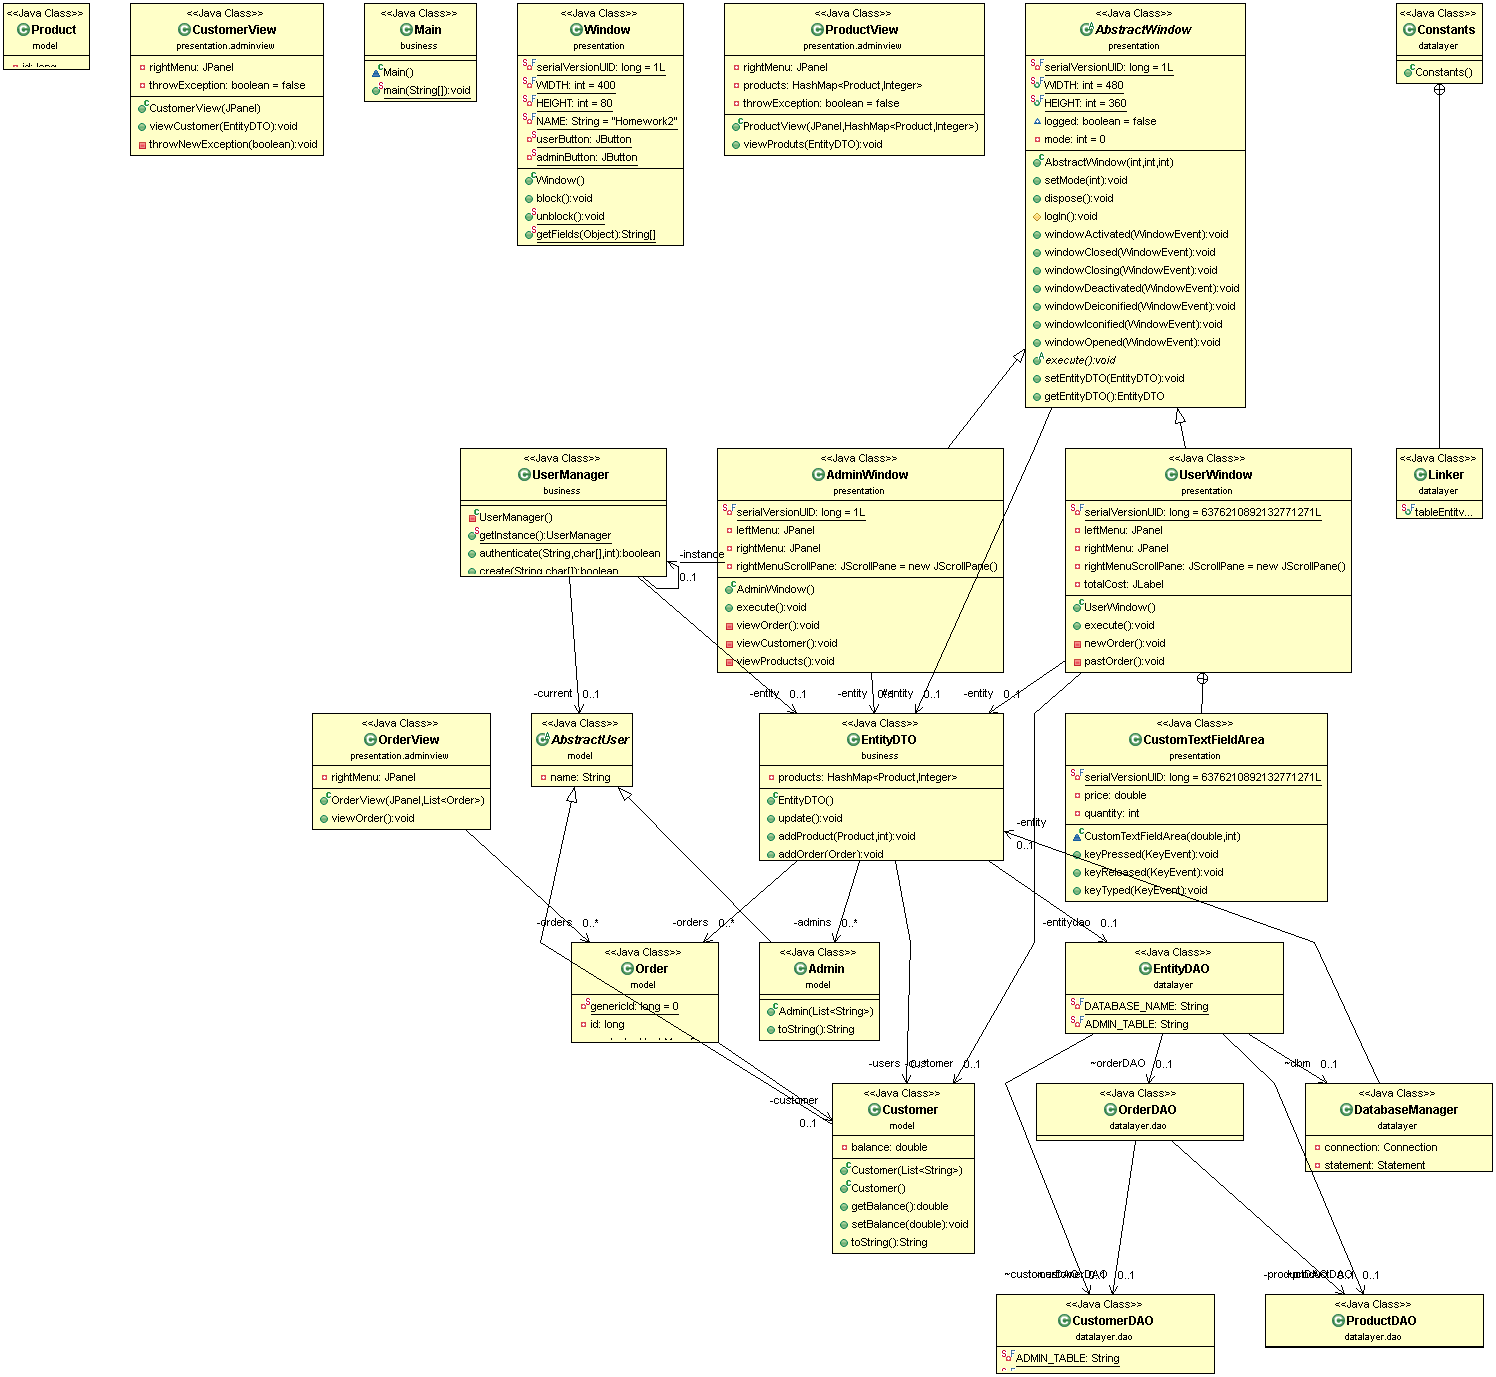 <<Java Class>>
Product
model
id: long
<<Java Class>>
CustomerView
presentation.adminview
rightMenu: JPanel
throwException: boolean = false
CustomerView(JPanel)
viewCustomer(EntityDTO):void
throwNewException(boolean):void
<<Java Class>>
Main
business
Main()
main(String[]):void
<<Java Class>>
Window
presentation
serialVersionUID: long = 1L
WIDTH: int = 400
HEIGHT: int = 80
NAME: String = "Homework2"
userButton: JButton
adminButton: JButton
Window()
block():void
unblock():void
getFields(Object):String[]
<<Java Class>>
ProductView
presentation.adminview
rightMenu: JPanel
products: HashMap<Product,Integer>
throwException: boolean = false
ProductView(JPanel,HashMap<Product,Integer>)
viewProduts(EntityDTO):void
<<Java Class>>
AbstractWindow
presentation
serialVersionUID: long = 1L
WIDTH: int = 480
HEIGHT: int = 360
logged: boolean = false
mode: int = 0
AbstractWindow(int,int,int)
setMode(int):void
dispose():void
logIn():void
windowActivated(WindowEvent):void
windowClosed(WindowEvent):void
windowClosing(WindowEvent):void
windowDeactivated(WindowEvent):void
windowDeiconified(WindowEvent):void
windowIconified(WindowEvent):void
windowOpened(WindowEvent):void
execute():void
setEntityDTO(EntityDTO):void
getEntityDTO():EntityDTO
<<Java Class>>
Constants
datalayer
Constants()
<<Java Class>>
UserManager
business
UserManager()
getInstance():UserManager
authenticate(String,char[],int):boolean
create(String,char[]):boolean
-instance
0..1
<<Java Class>>
AdminWindow
presentation
serialVersionUID: long = 1L
leftMenu: JPanel
rightMenu: JPanel
rightMenuScrollPane: JScrollPane = new JScrollPane()
AdminWindow()
execute():void
viewOrder():void
viewCustomer():void
viewProducts():void
<<Java Class>>
UserWindow
presentation
serialVersionUID: long = 6376210892132771271L
leftMenu: JPanel
rightMenu: JPanel
rightMenuScrollPane: JScrollPane = new JScrollPane()
totalCost: JLabel
UserWindow()
execute():void
newOrder():void
pastOrder():void
<<Java Class>>
Linker
datalayer
tableEntity...
-current 0..1
-entity 0..1
-entity 0..1
#entity 0..1
-entity 0..1
<<Java Class>>
OrderView
presentation.adminview
rightMenu: JPanel
OrderView(JPanel,List<Order>)
viewOrder():void
<<Java Class>>
AbstractUser
model
name: String
<<Java Class>>
EntityDTO
business
products: HashMap<Product,Integer>
EntityDTO()
update():void
addProduct(Product,int):void
addOrder(Order):void
-entity
0..1
<<Java Class>>
CustomTextFieldArea
presentation
serialVersionUID: long = 6376210892132771271L
price: double
quantity: int
CustomTextFieldArea(double,int)
keyPressed(KeyEvent):void
keyReleased(KeyEvent):void
keyTyped(KeyEvent):void
-orders 0..*
-orders 0..*
-admins 0..*
-entitydao 0..1
<<Java Class>>
Order
model
genericId: long = 0
id: long
<<Java Class>>
Admin
model
Admin(List<String>)
toString():String
<<Java Class>>
EntityDAO
datalayer
DATABASE_NAME: String
ADMIN_TABLE: String
-users 0..*
-customer 0..1
~orderDAO 0..1
~dbm 0..1
-customer
0..1
<<Java Class>>
Customer
model
balance: double
Customer(List<String>)
Customer()
getBalance():double
setBalance(double):void
toString():String
<<Java Class>>
OrderDAO
datalayer.dao
<<Java Class>>
DatabaseManager
datalayer
connection: Connection
statement: Statement
~customerDAO 0..1
-customerDAO 0..1
-productDAO 0..1
~productDAO 0..1
<<Java Class>>
CustomerDAO
datalayer.dao
ADMIN_TABLE: String
<<Java Class>>
ProductDAO
datalayer.dao